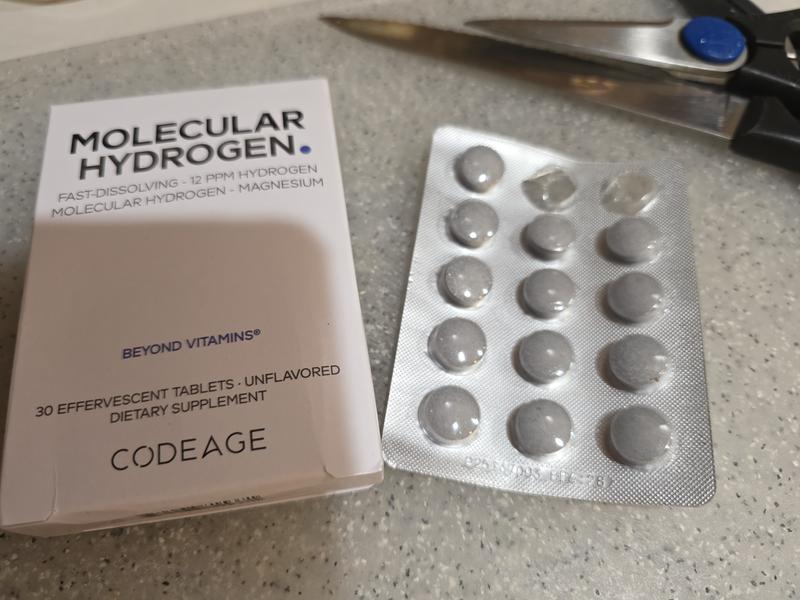 MOLECULAR
HYDROGEN.
FAST-DISSOLVING - 12 PPM HYDROGEN
MOLECULAR HYDROGEN - MAGNESIUM
BEYOND VITAMINS®
30 EFFERVESCENT TABLETS · UNFLAVORED
DIETARY SUPPLEMENT
CODEAGE